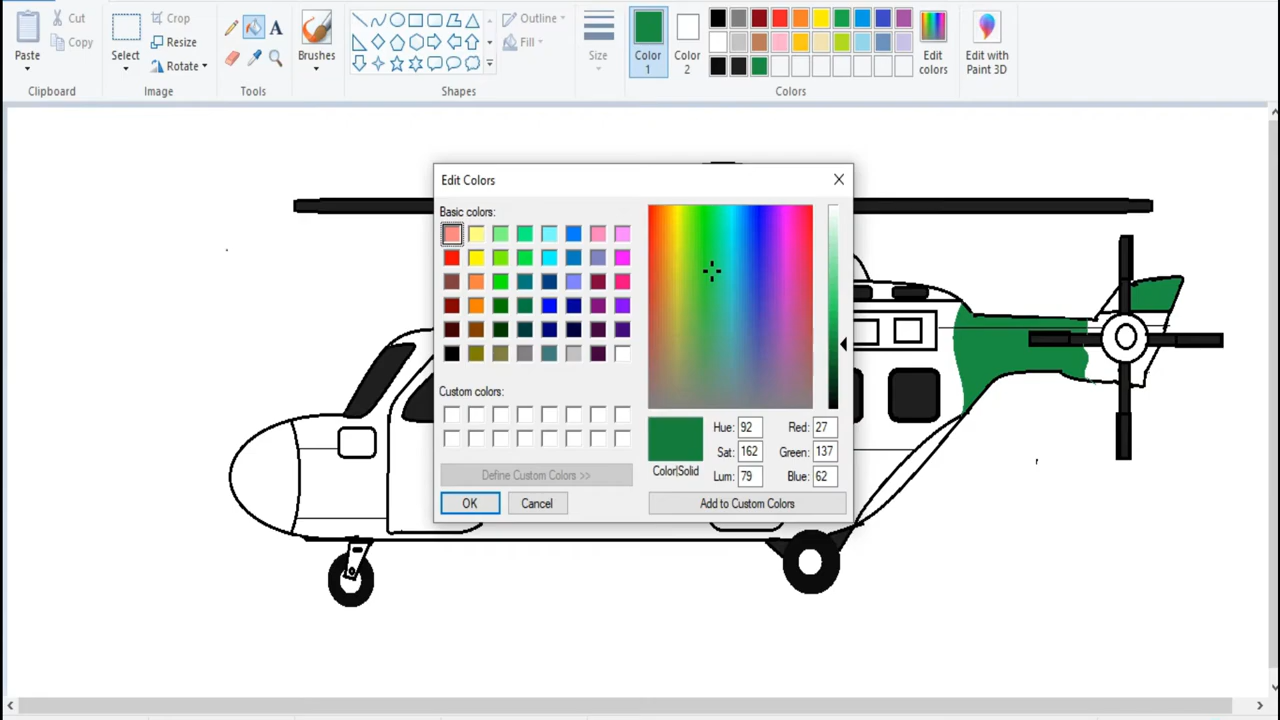 Cut
Copy
Paste
Clipboard
Crop
Resize
Rotate
Select
Image
A
Tools
Brushes
Shapes
Outline
Fill
Size
Color
1
Color
2
Edit
colors
Colors
Edit with
Paint 3D
Edit Colors
Basic colors:
Custom colors:
Define Custom Colors >>
OK
Cancel
Color|Solid
Hue: 92
Sat: 162
Lum: 79
Red: 27
Green: 137
Blue: 62
Add to Custom Colors